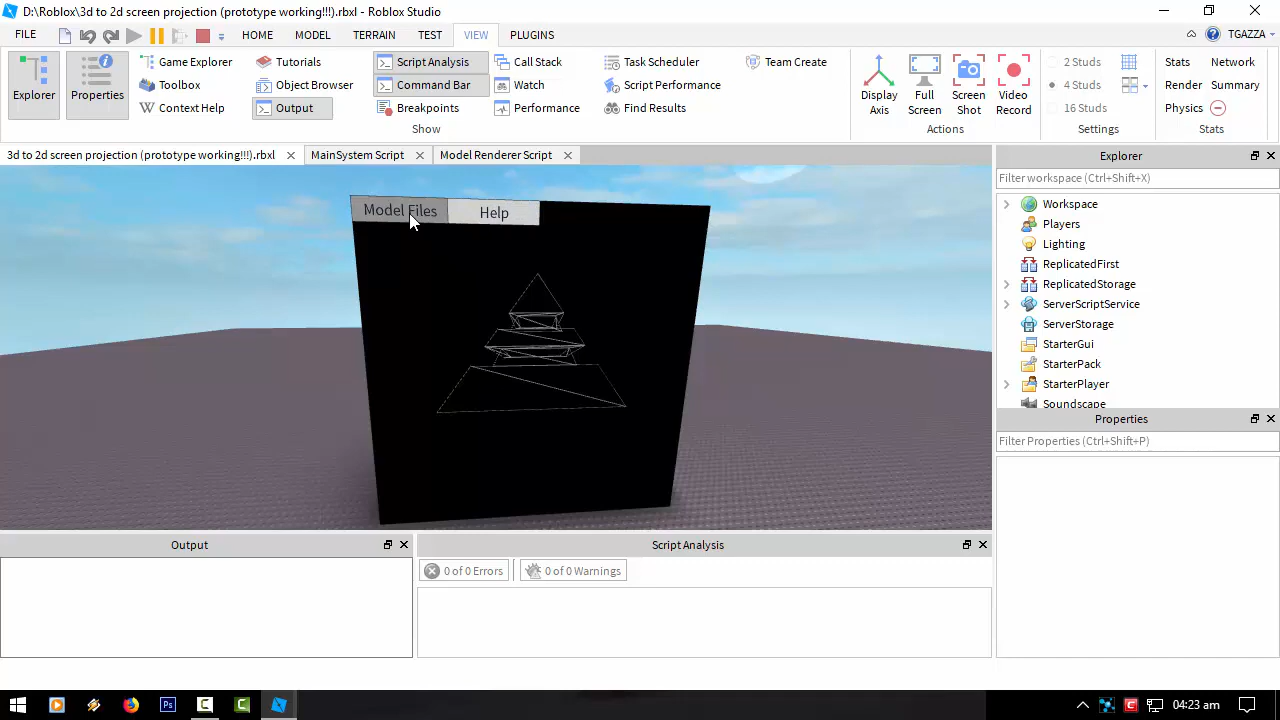 D:\Roblox\3d to 2d screen projection (prototype working!!!).rbxl - Roblox Studio
FILE HOME MODEL TERRAIN TEST VIEW PLUGINS TGAZZA
Explorer
Properties
Game Explorer
Toolbox
Context Help
Tutorials
Object Browser
Output
Script Analysis
Command Bar
Breakpoints
Call Stack
Watch
Performance
Task Scheduler
Script Performance
Find Results
Team Create
Show
Display Axis
Full Screen
Screen Shot
Video Record
Actions
2 Studs
4 Studs
16 Studs
Settings
Stats Network
Render Summary
Physics
Stats
3d to 2d screen projection (prototype working!!!).rbxl MainSystem Script Model Renderer Script
Model Files Help
Explorer
Filter workspace (Ctrl+Shift+X)
Workspace
Players
Lighting
ReplicatedFirst
ReplicatedStorage
ServerScriptService
ServerStorage
StarterGui
StarterPack
StarterPlayer
Soundscape
Properties
Filter Properties (Ctrl+Shift+P)
Output
Script Analysis
0 of 0 Errors 0 of 0 Warnings
Ps
04:23 am